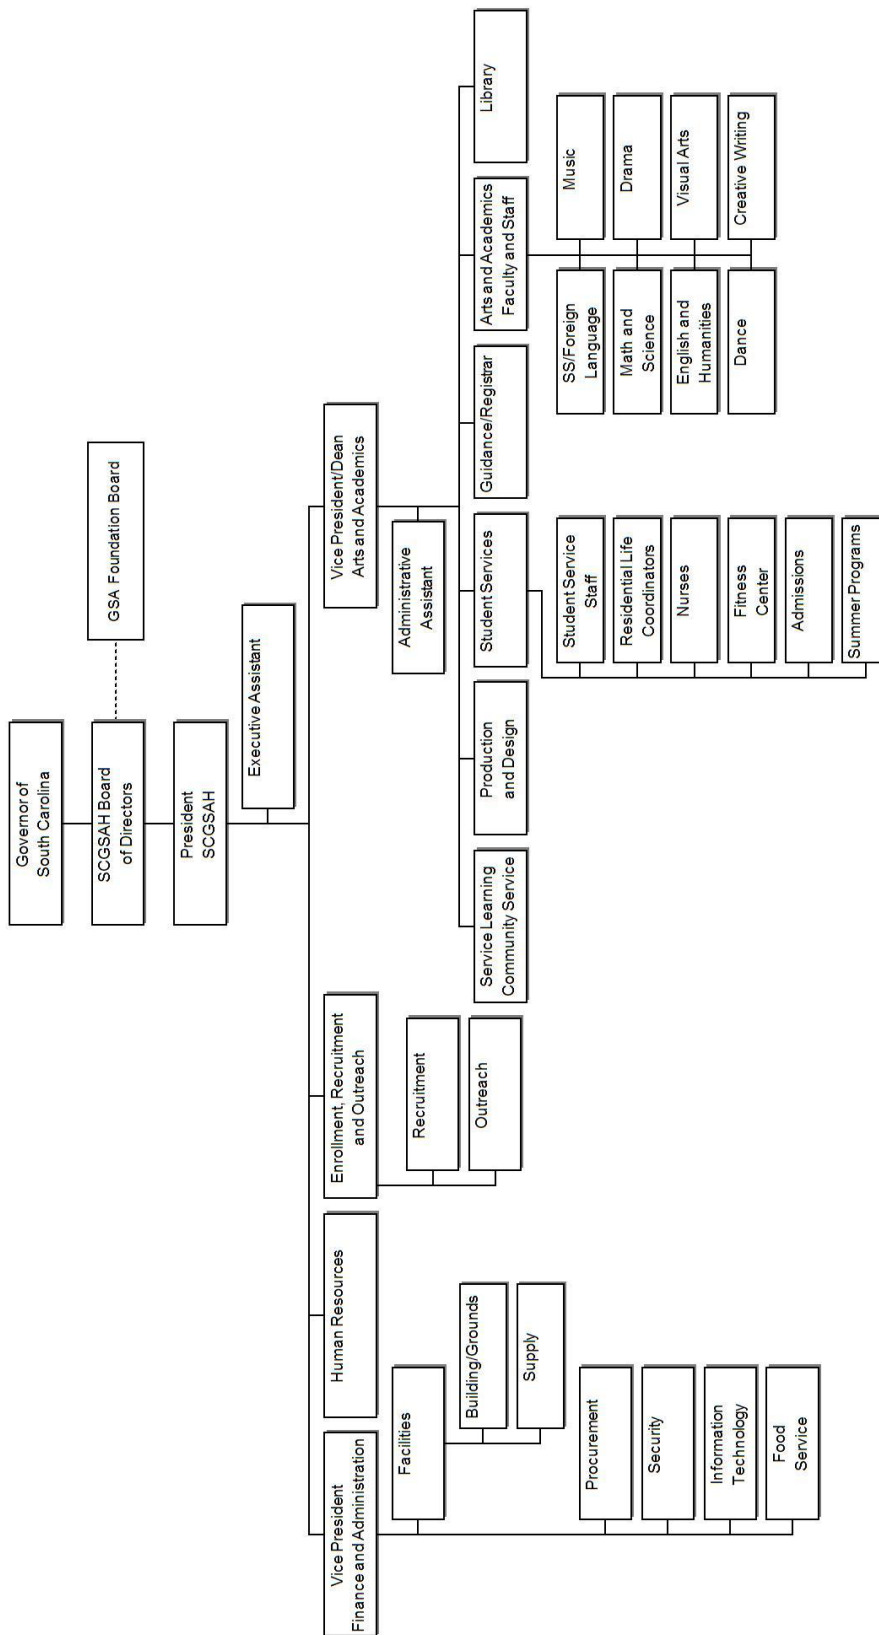 Governor of
South Carolina
SCGSAH Board
of Directors
GSA Foundation Board
President
SCGSAH
Executive Assistant
Vice President
Finance and Administration
Human Resources
Enrollment, Recruitment
and Outreach
Vice President/Dean
Arts and Academics
Facilities
Building/Grounds
Supply
Procurement
Security
Information
Technology
Food
Service
Recruitment
Outreach
Administrative
Assistant
Service Learning
Community Service
Production
and Design
Student Services
Guidance/Registrar
Arts and Academics
Faculty and Staff
Library
Student Service
Staff
Residential Life
Coordinators
Nurses
Fitness
Center
Admissions
Summer Programs
SS/Foreign
Language
Music
Math and
Science
Drama
English and
Humanities
Visual Arts
Dance
Creative Writing